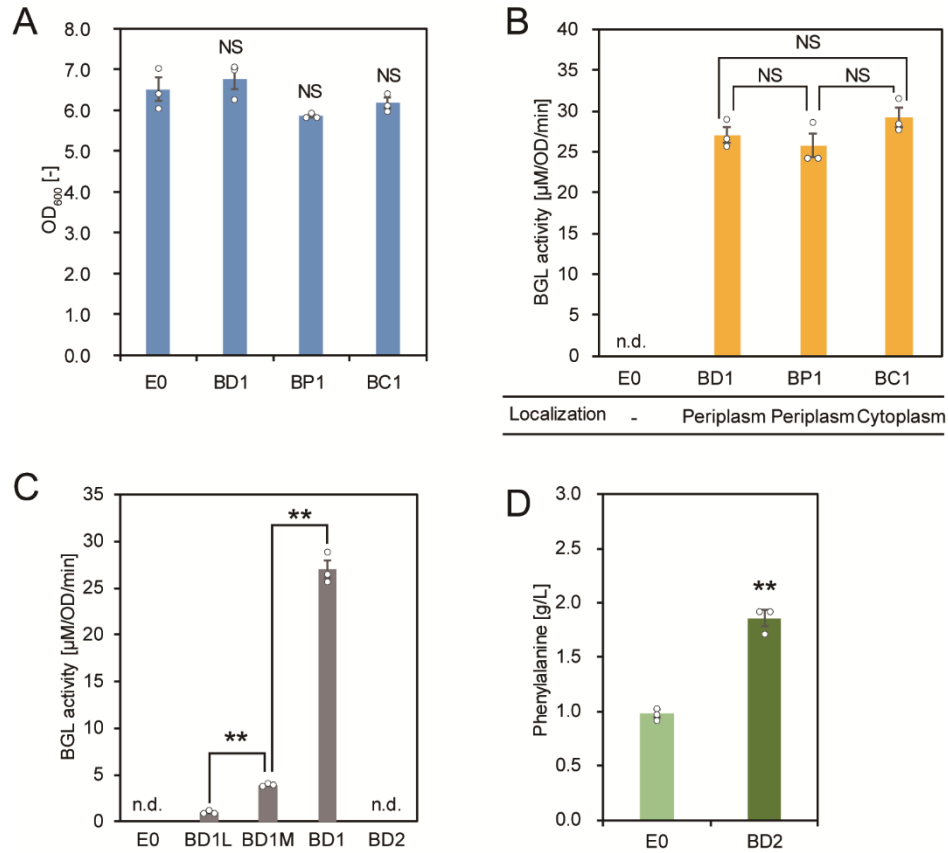 A
8.0
7.0
6.0
5.0
4.0
3.0
2.0
1.0
0.0
OD600 [-]
NS
NS
NS
E0 BD1 BP1 BC1
B
40
35
30
25
20
15
10
5
0
BGL activity [µM/OD/min]
NS
NS
NS
n.d.
E0 BD1 BP1 BC1
Localization - Periplasm Periplasm Cytoplasm
C
35
30
25
20
15
10
5
0
BGL activity [µM/OD/min]
**
**
n.d.
n.d.
E0 BD1L BD1M BD1 BD2
D
3.0
2.5
2.0
1.5
1.0
0.5
0.0
Phenylalanine [g/L]
**
E0 BD2